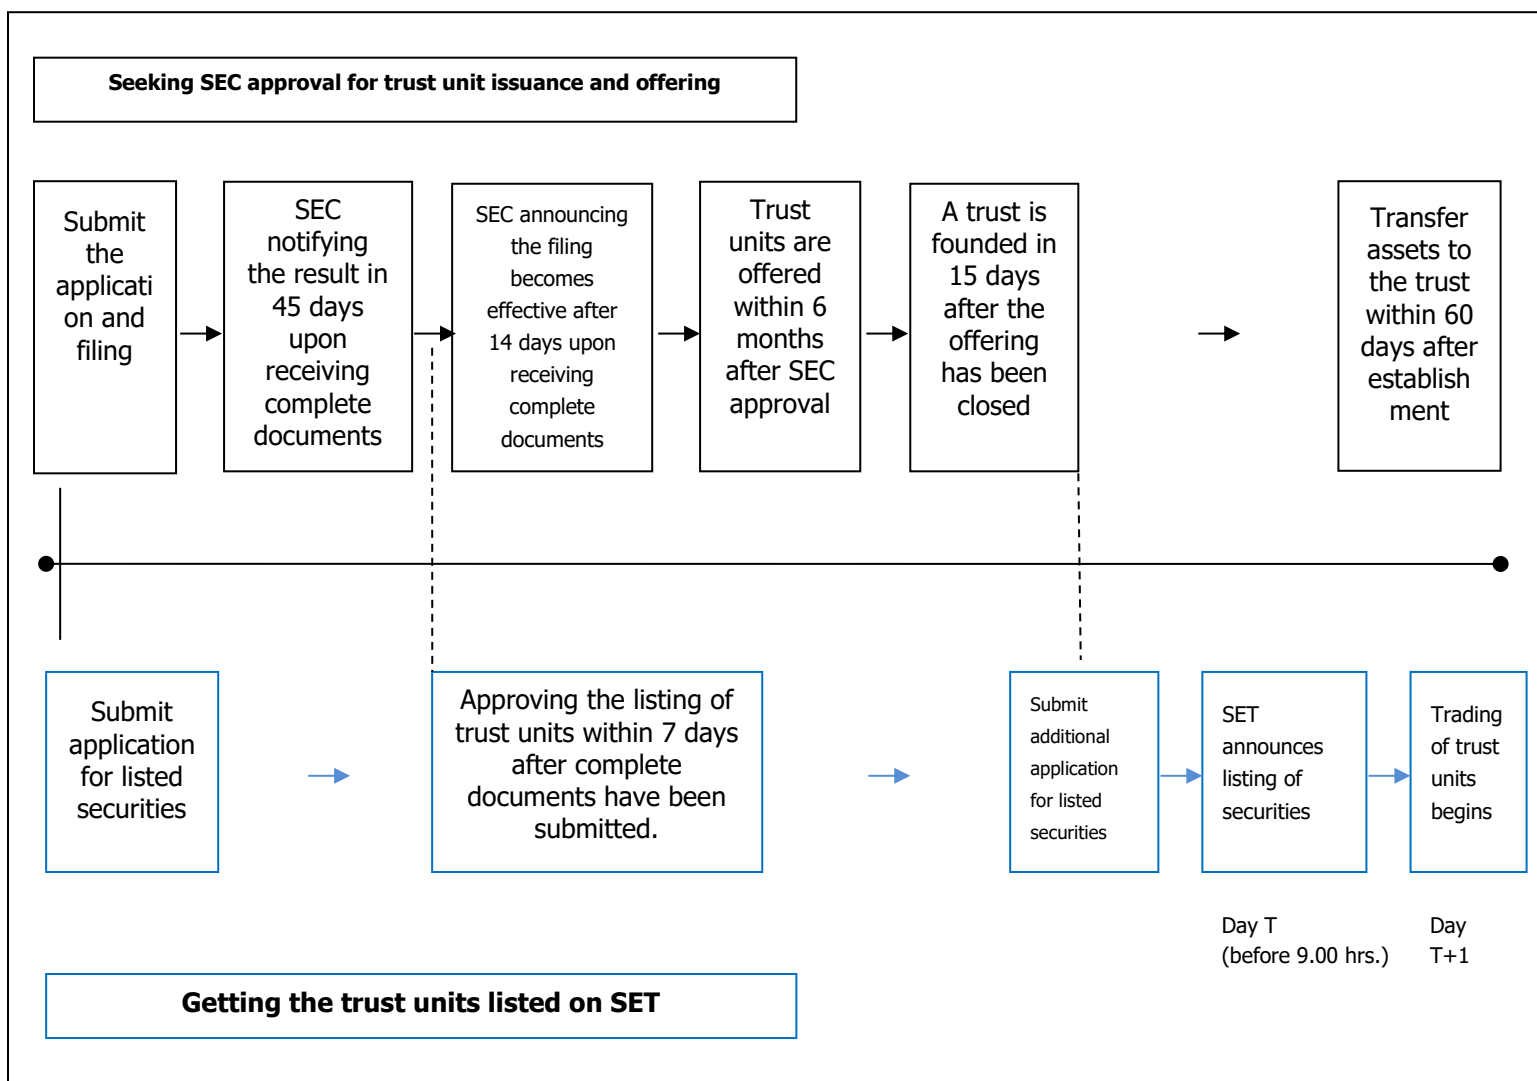 Seeking SEC approval for trust unit issuance and offering
Submit
the
applicati
on and
filing
SEC
notifying
the result in
45 days
upon
receiving
complete
documents
SEC announcing
the filing
becomes
effective after
14 days upon
receiving
complete
documents
Trust
units are
offered
within 6
months
after SEC
approval
A trust is
founded in
15 days
after the
offering
has been
closed
Transfer
assets to
the trust
within 60
days after
establish
ment
Submit
application
for listed
securities
Approving the listing of
trust units within 7 days
after complete
documents have been
submitted.
Submit
additional
application
for listed
securities
SET
announces
listing of
securities
Trading
of trust
units
begins
Day T
(before 9.00 hrs.)
Day
T+1
Getting the trust units listed on SET